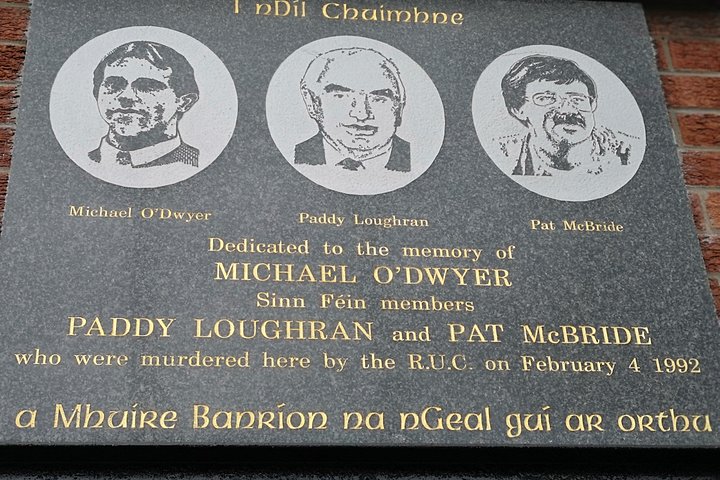 I nDíl Chuimhne
Michael O'Dwyer
Paddy Loughran
Pat McBride
Dedicated to the memory of
MICHAEL O'DWYER
Sinn Féin members
PADDY LOUGHRAN and PAT McBRIDE
who were murdered here by the R.U.C. on February 4 1992
a Mhuire Banríon na nGeal guí ar orthu